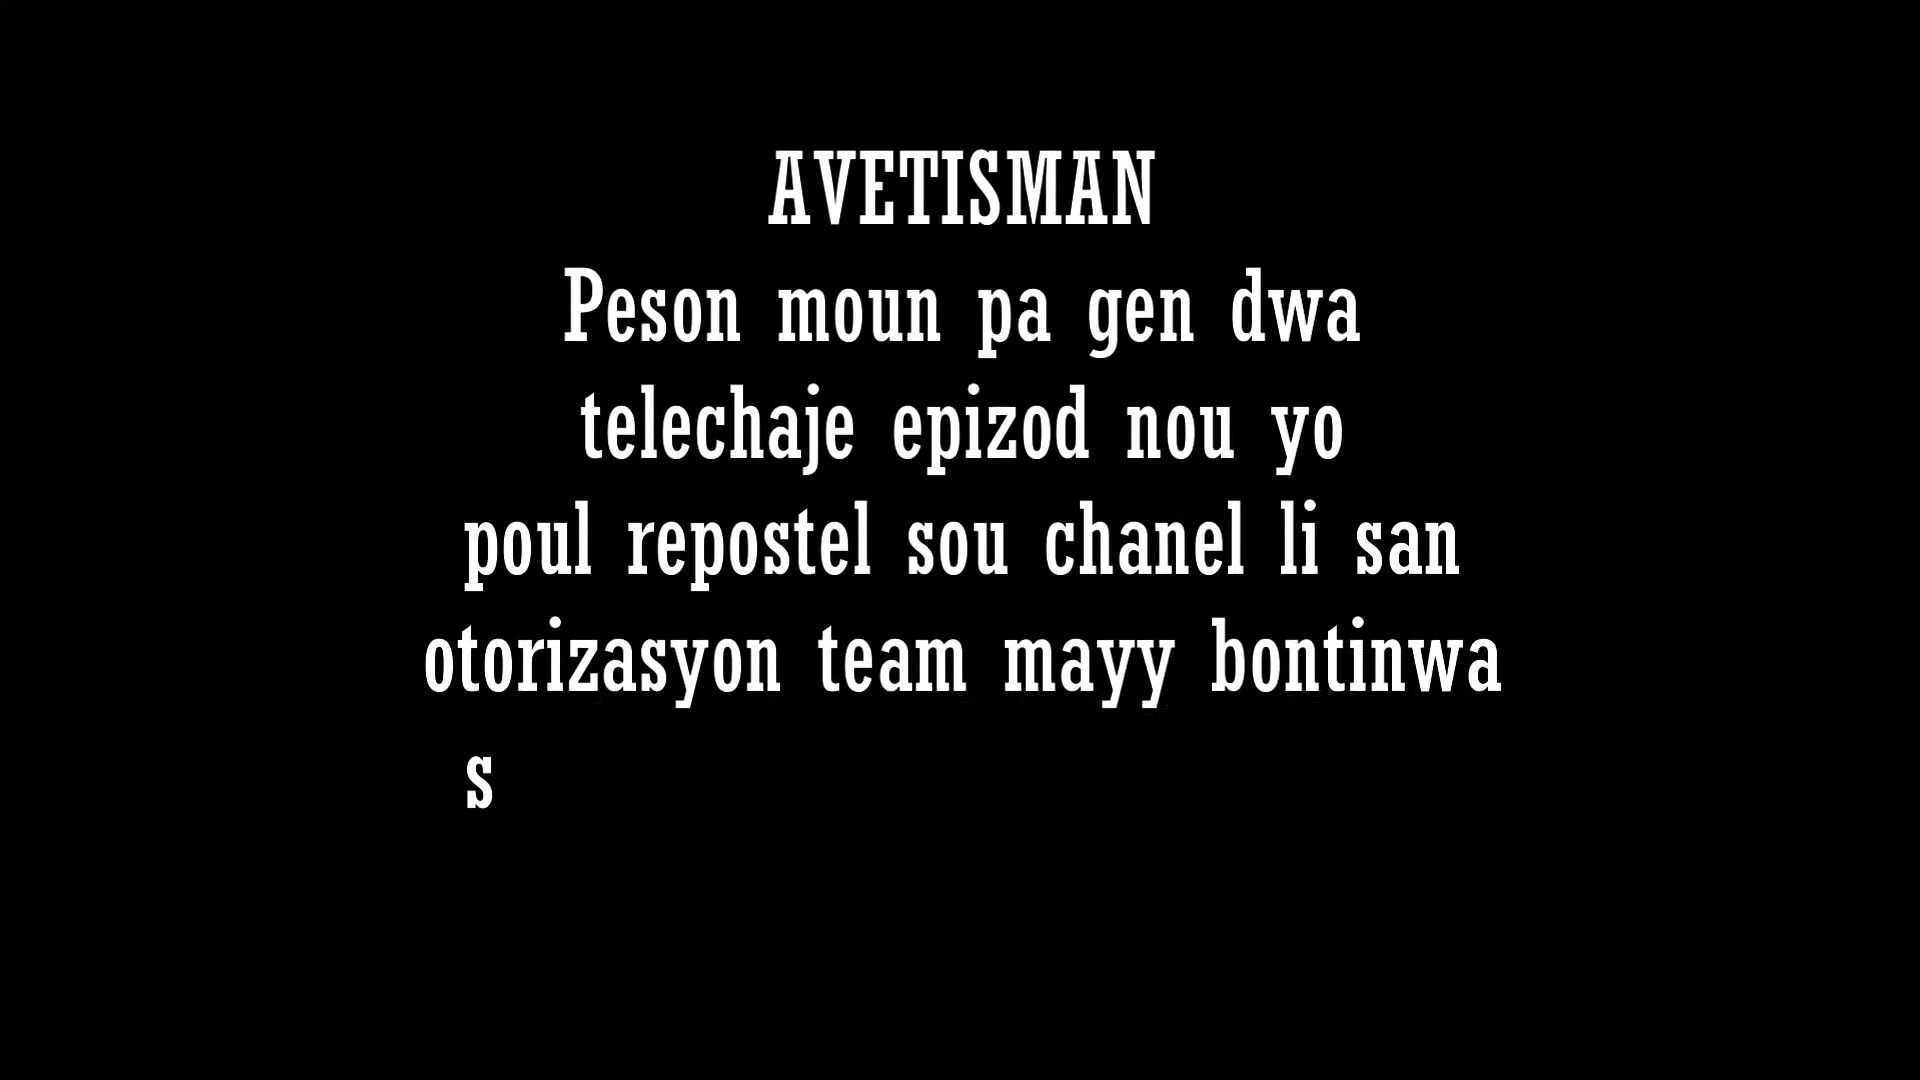 AVETISMAN
Peson moun pa gen dwa
telechaje epizod nou yo
poul repostel sou chanel li san
otorizasyon team mayy bontinwa
s